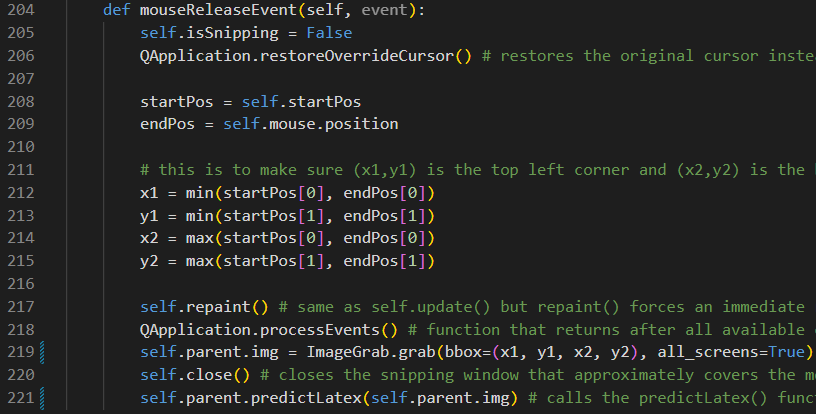 204 def mouseReleaseEvent(self, event):
205 self.isSnipping = False
206 QApplication.restoreOverrideCursor() # restores the original cursor
207
208 startPos = self.startPos
209 endPos = self.mouse.position
210
211 # this is to make sure (x1,y1) is the top left corner and (x2,y2) is the
212 x1 = min(startPos[0], endPos[0])
213 y1 = min(startPos[1], endPos[1])
214 x2 = max(startPos[0], endPos[0])
215 y2 = max(startPos[1], endPos[1])
216
217 self.repaint() # same as self.update() but repaint() forces an immediate
218 QApplication.processEvents() # function that returns after all available
219 self.parent.img = ImageGrab.grab(bbox=(x1, y1, x2, y2), all_screens=True)
220 self.close() # closes the snipping window that approximately covers the
221 self.parent.predictLatex(self.parent.img) # calls the predictLatex()